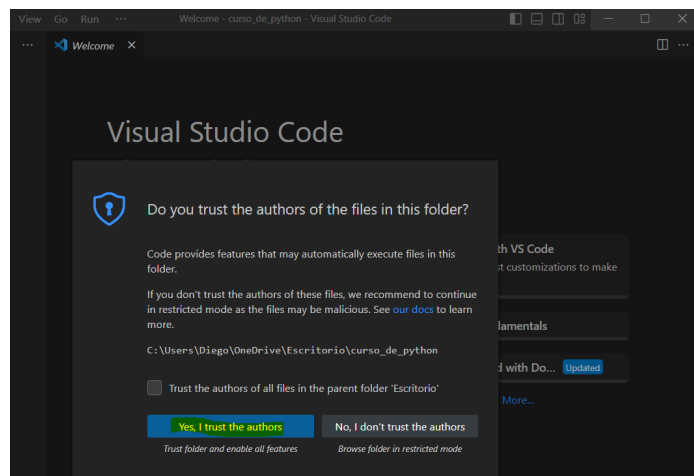 View Go Run ··· Welcome - curso_de_python - Visual Studio Code
··· Welcome ×
Visual Studio Code
Do you trust the authors of the files in this folder?
Code provides features that may automatically execute files in this
folder.
If you don't trust the authors of these files, we recommend to continue
in restricted mode as the files may be malicious. See our docs to learn
more.
C:\Users\Diego\OneDrive\Escritorio\curso_de_python
Trust the authors of all files in the parent folder 'Escritorio'
Yes, I trust the authors
Trust folder and enable all features
No, I don't trust the authors
Browse folder in restricted mode
VS Code
customizations to make
with Do... Updated
More...